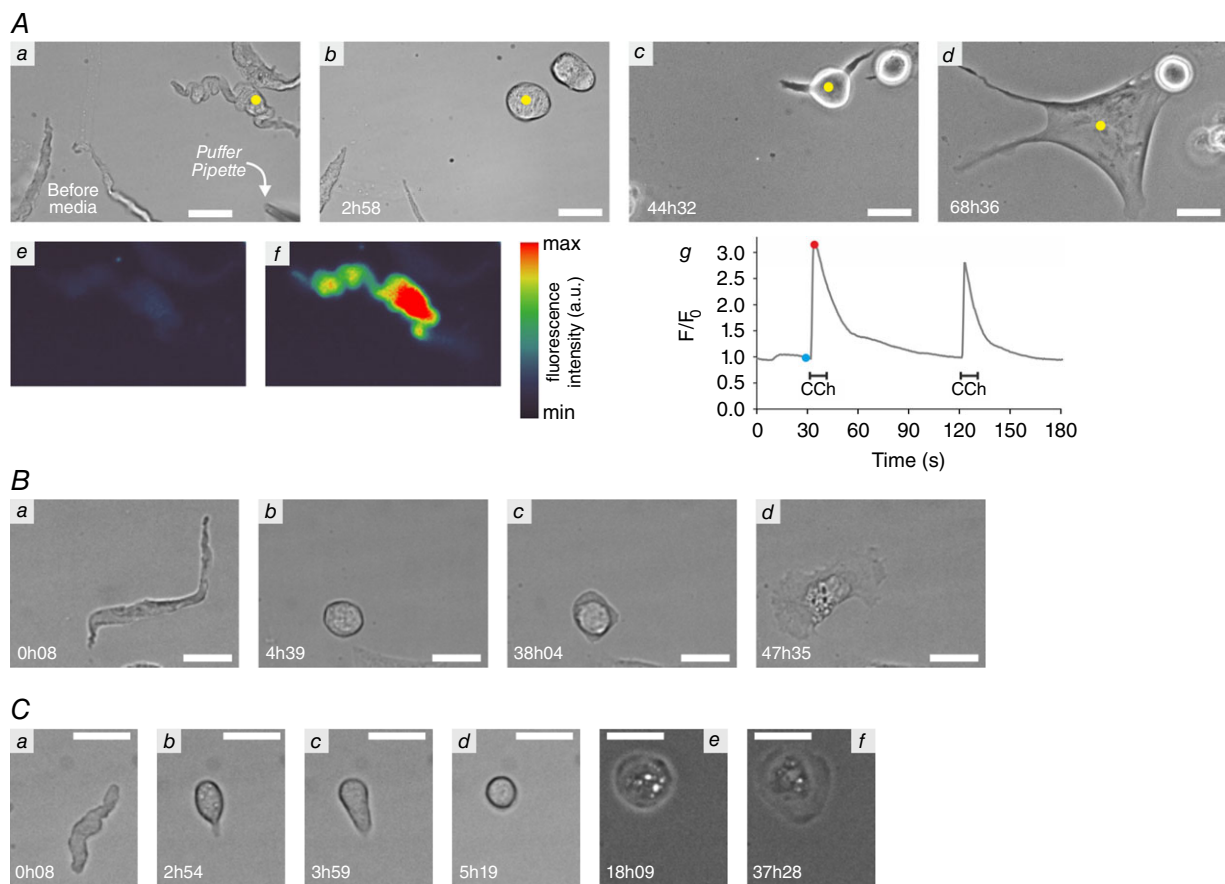 A
a
b
c
d
Puffer
Pipette
Before
media
2h58
44h32
68h36
e
f
max
fluorescence
intensity (a.u.)
min
g
F/F0
3.0
2.5
2.0
1.5
1.0
0.5
0.0
CCh
CCh
0 30 60 90 120 150 180
Time (s)
B
a
b
c
d
0h08
4h39
38h04
47h35
C
a
b
c
d
e
f
0h08
2h54
3h59
5h19
18h09
37h28